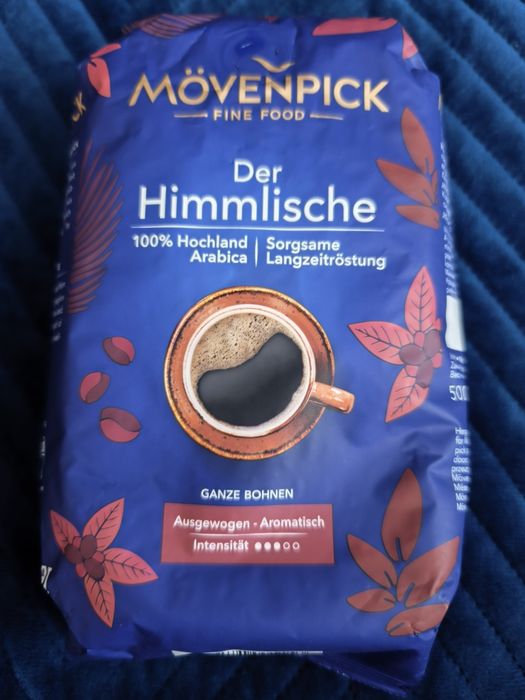 MÖVENPICK
FINE FOOD
Der
Himmlische
100% Hochland
Arabica
Sorgsame
Langzeitröstung
GANZE BOHNEN
Ausgewogen - Aromatisch
Intensität